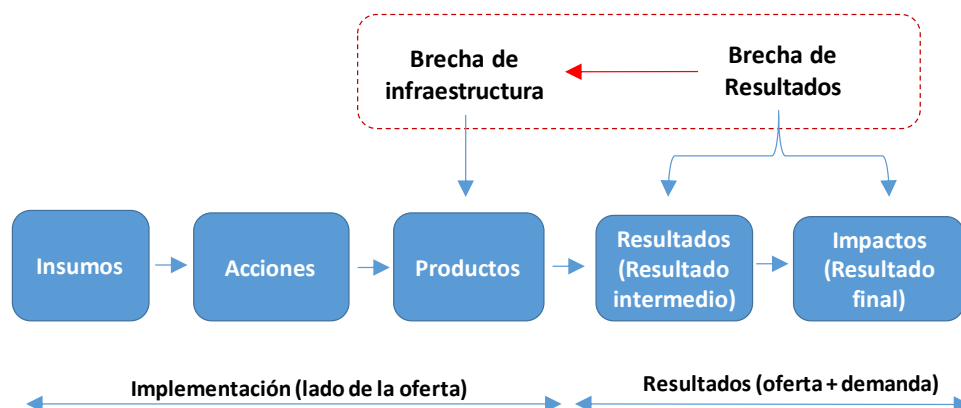 Brecha de
infraestructura
Brecha de
Resultados
Insumos
Acciones
Productos
Resultados
(Resultado
intermedio)
Impactos
(Resultado
final)
Implementación (lado de la oferta)
Resultados (oferta + demanda)